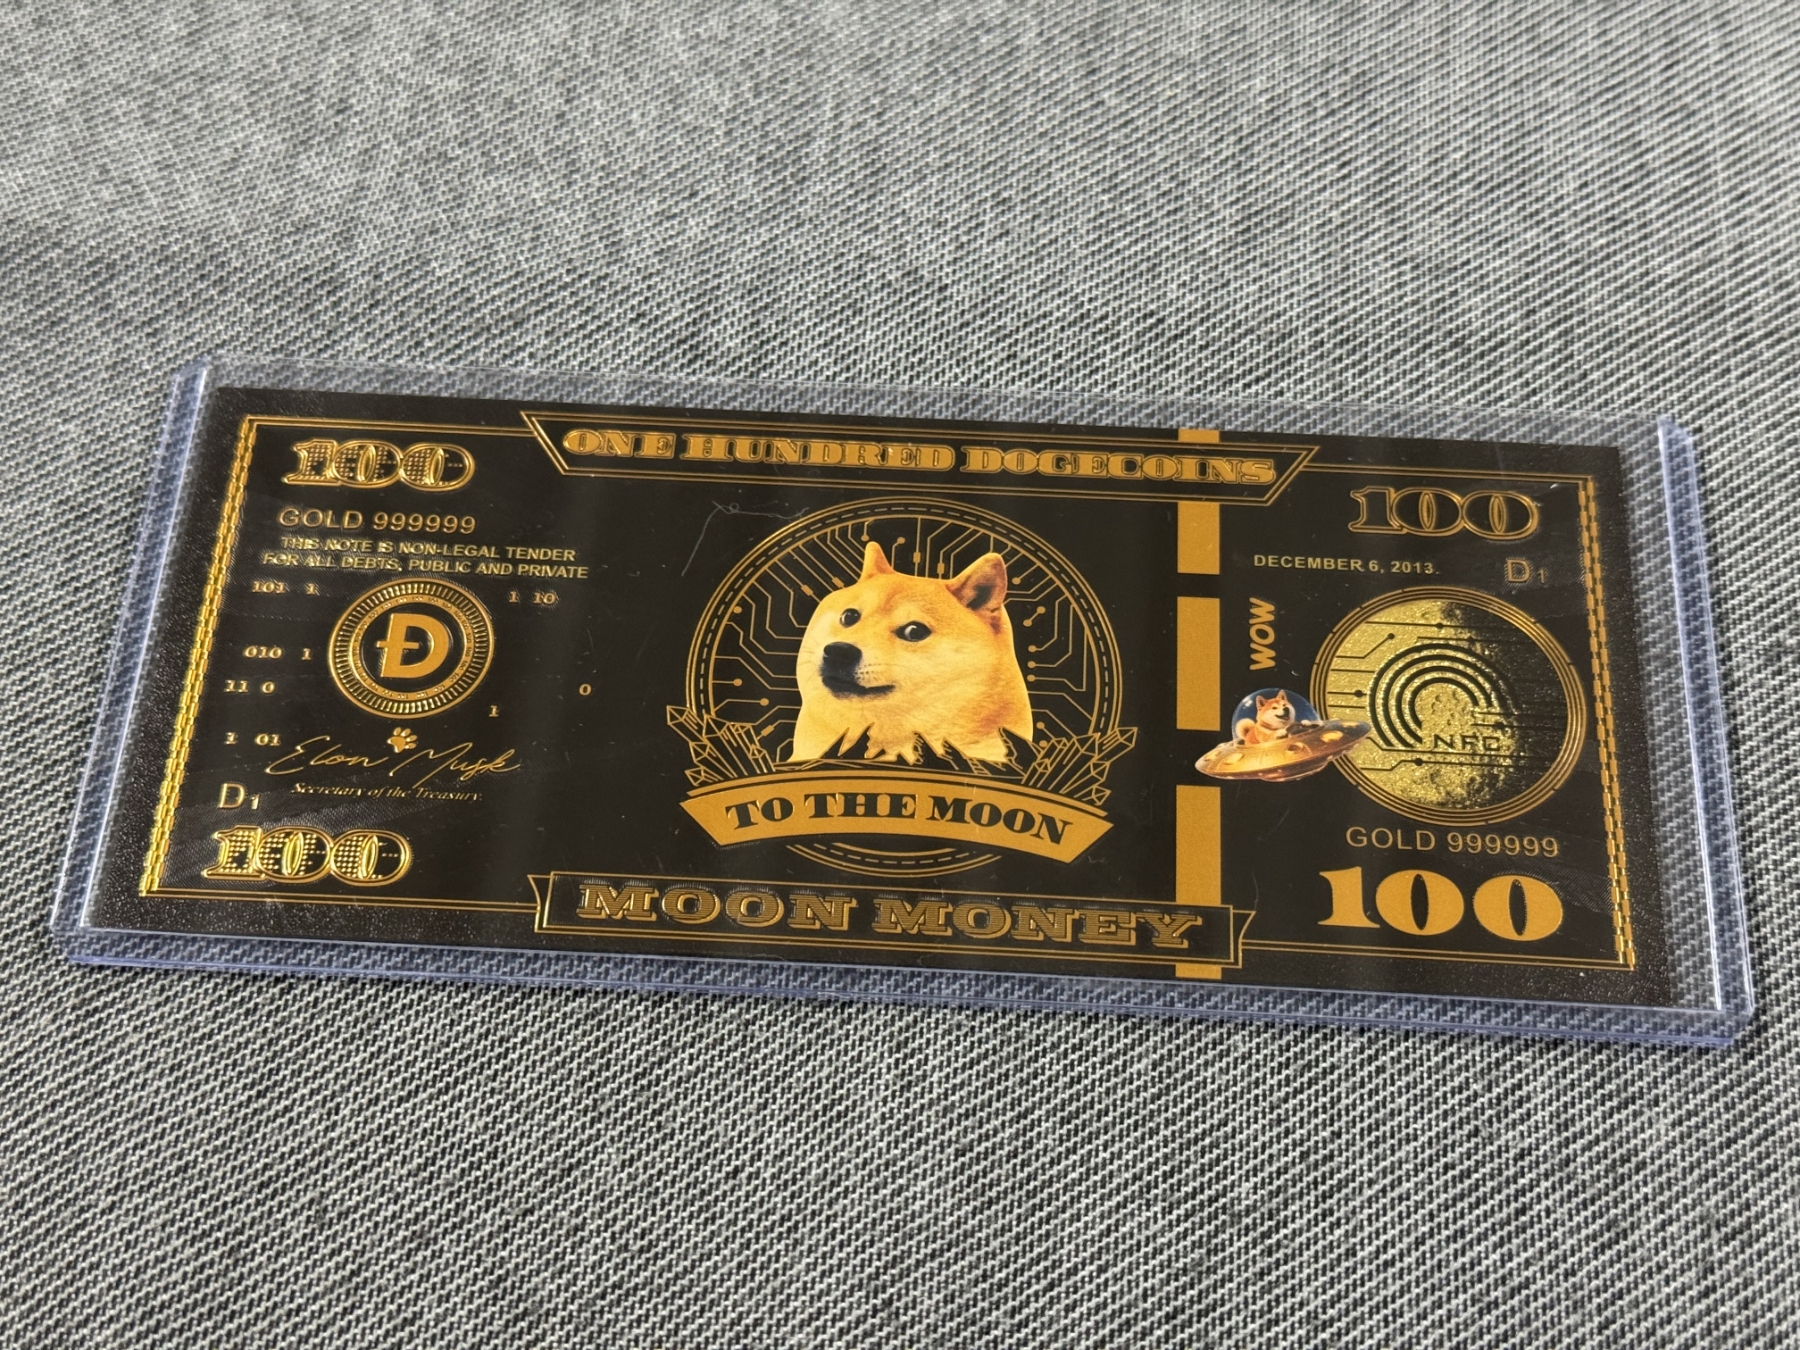 ONE HUNDRED DOGECOINS
100
GOLD 999999
THIS NOTE IS NON-LEGAL TENDER
FOR ALL DEBTS, PUBLIC AND PRIVATE
101 1
1 10
Ð
010 1
11 0
0
1
1 01
Elon Musk
Secretary of the Treasury.
D1
100
TO THE MOON
MOON MONEY
100
DECEMBER 6, 2013.
D1
WOW
NFC
GOLD 999999
100